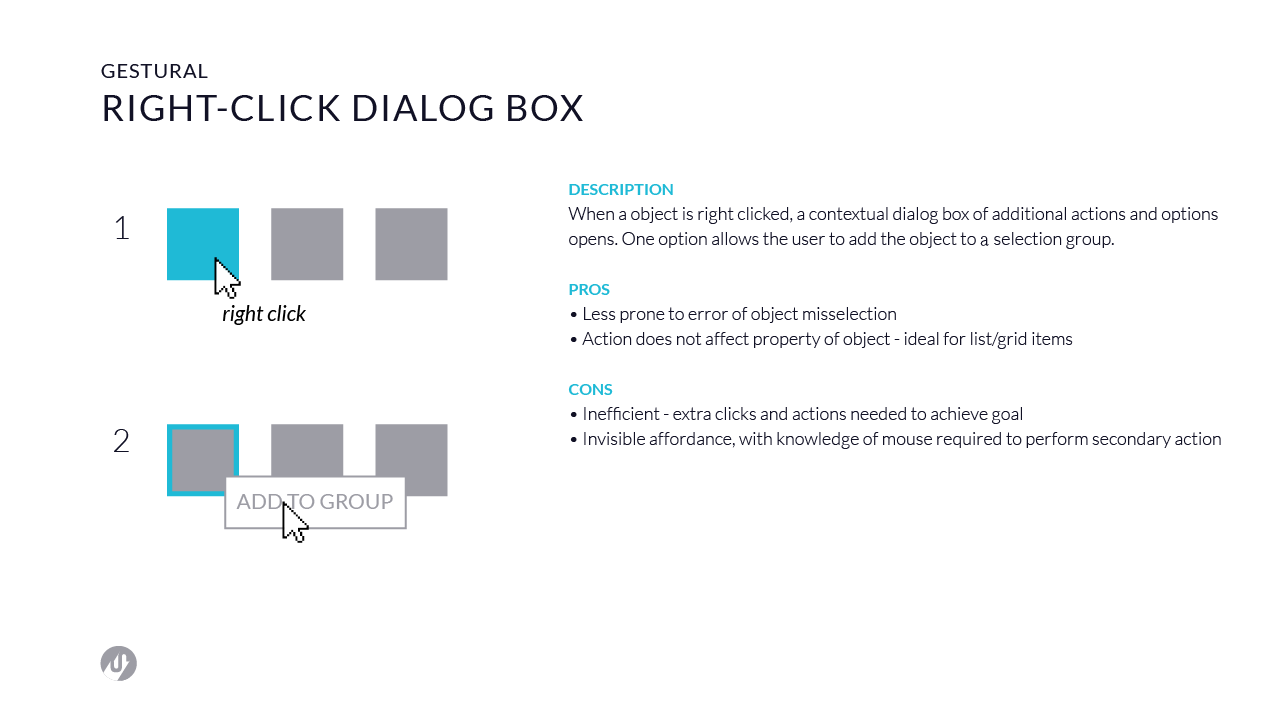 GESTURAL
RIGHT-CLICK DIALOG BOX
1
right click
2
ADD TO GROUP
DESCRIPTION
When a object is right clicked, a contextual dialog box of additional actions and options
opens. One option allows the user to add the object to a selection group.
PROS
• Less prone to error of object misselection
• Action does not affect property of object - ideal for list/grid items
CONS
• Inefficient - extra clicks and actions needed to achieve goal
• Invisible affordance, with knowledge of mouse required to perform secondary action